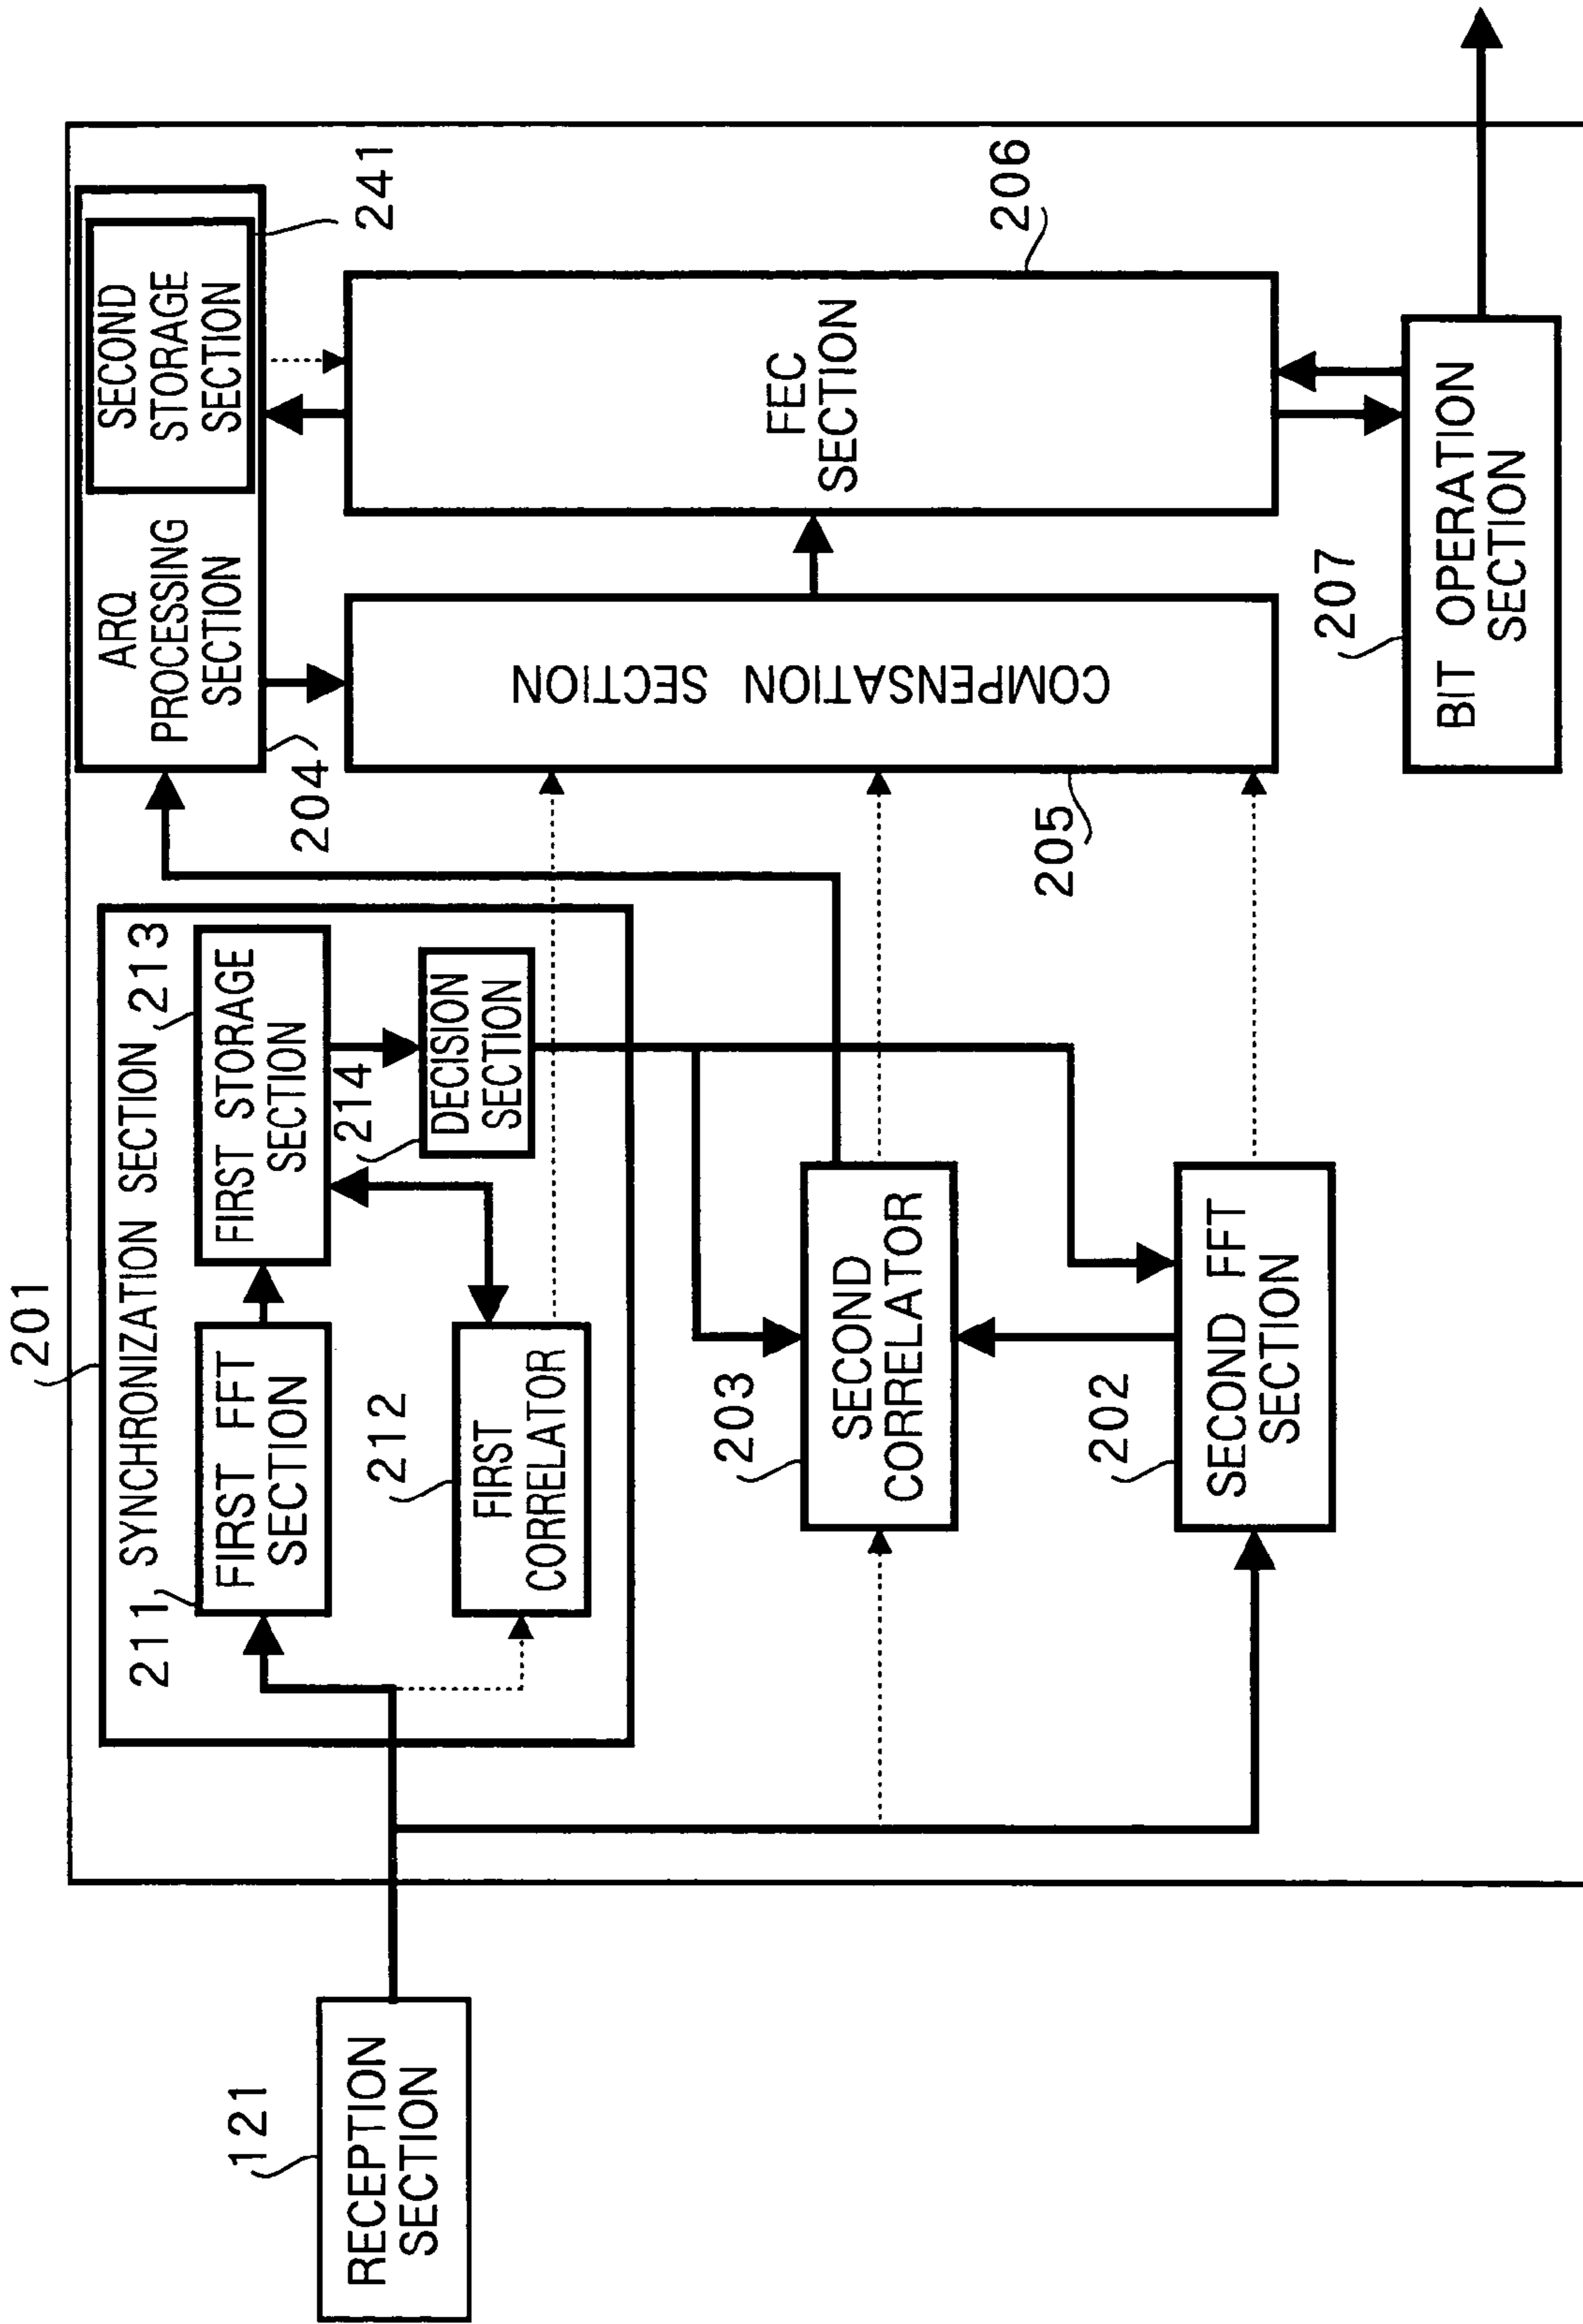 201
SYNCHRONIZATION SECTION
211
FIRST FFT
SECTION
213
FIRST STORAGE
SECTION
212
FIRST
CORRELATOR
214
DECISION
SECTION
121
RECEPTION
SECTION
203
SECOND
CORRELATOR
202
SECOND FFT
SECTION
204
ARQ
PROCESSING
SECTION
SECOND
STORAGE
SECTION
241
205
COMPENSATION SECTION
206
FEC
SECTION
207
BIT OPERATION
SECTION